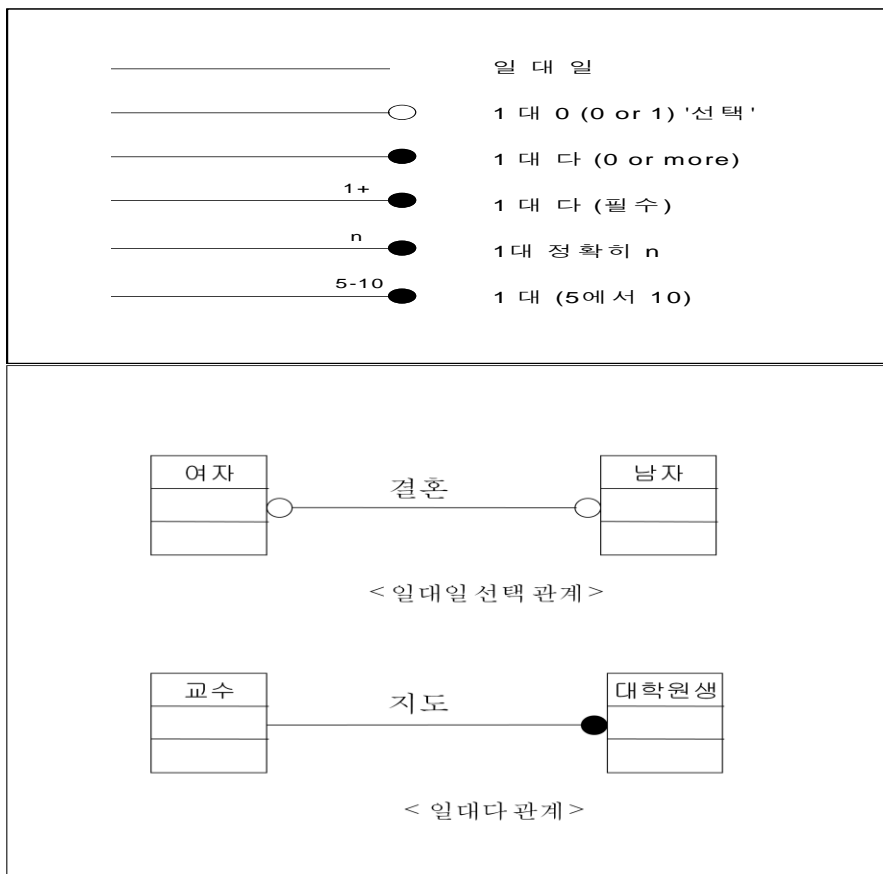 일 대 일
1 대 0 (0 or 1) '선택'
1 대 다 (0 or more)
1+
1 대 다 (필수)
n
1대 정확히 n
5-10
1 대 (5에서 10)
여자
결혼
남자
< 일대일 선택 관계 >
교수
지도
대학원생
< 일대다 관계 >